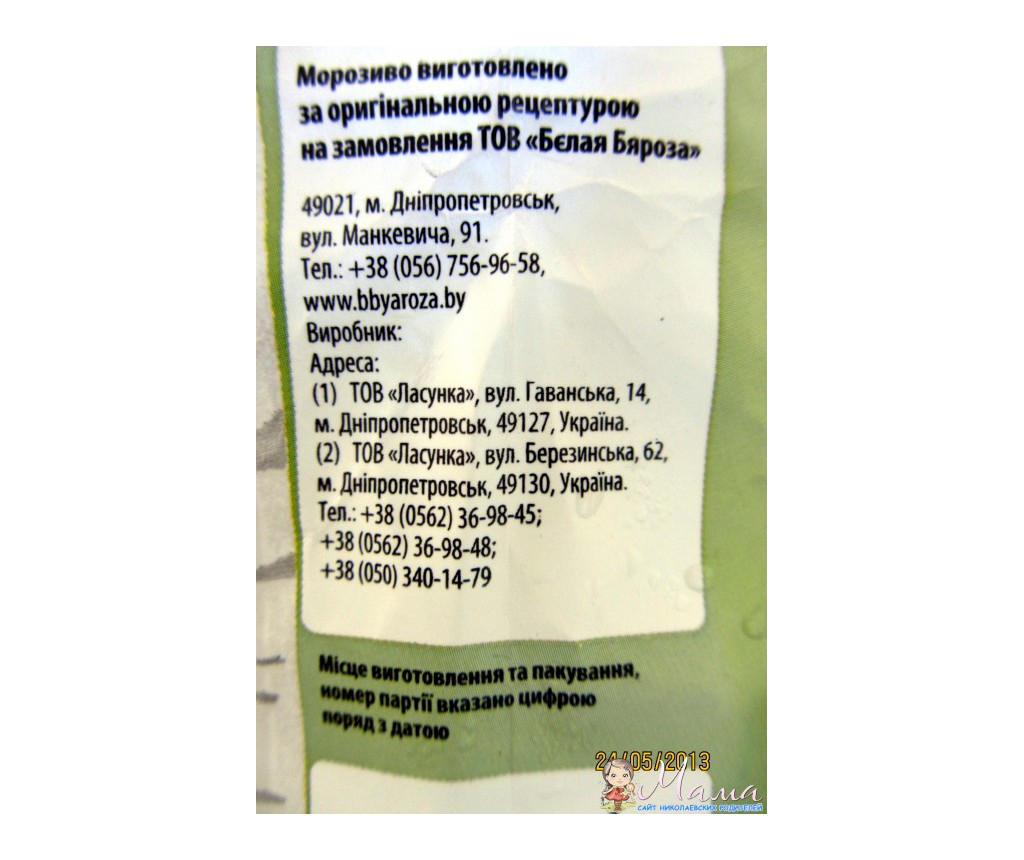 Морозиво виготовлено
за оригінальною рецептурою
на замовлення ТОВ «Бєлая Бяроза»
49021, м. Дніпропетровськ,
вул. Манкевича, 91.
Тел.: +38 (056) 756-96-58,
www.bbyaroza.by
Виробник:
Адреса:
(1) ТОВ «Ласунка», вул. Гаванська, 14,
м. Дніпропетровськ, 49127, Україна.
(2) ТОВ «Ласунка», вул. Березинська, 62,
м. Дніпропетровськ, 49130, Україна.
Тел.: +38 (0562) 36-98-45;
+38 (0562) 36-98-48;
+38 (050) 340-14-79
Місце виготовлення та пакування,
номер партії вказано цифрою
поряд з датою
24/05/2013
Мама
САЙТ НИКОЛАЕВСКИХ РОДИТЕЛЕЙ